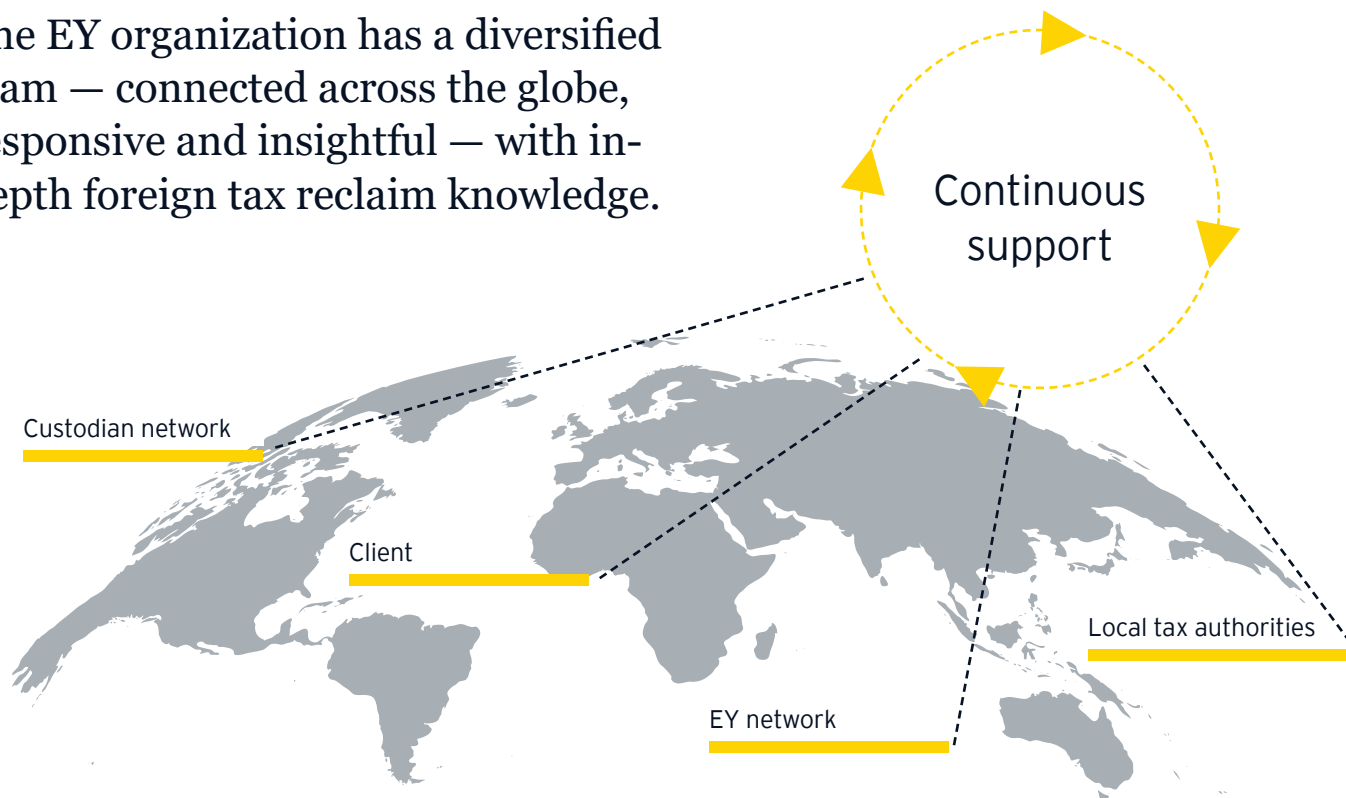 he EY organization has a diversified
am — connected across the globe,
esponsive and insightful — with in-
epth foreign tax reclaim knowledge.
Continuous
support
Custodian network
Client
Local tax authorities
EY network